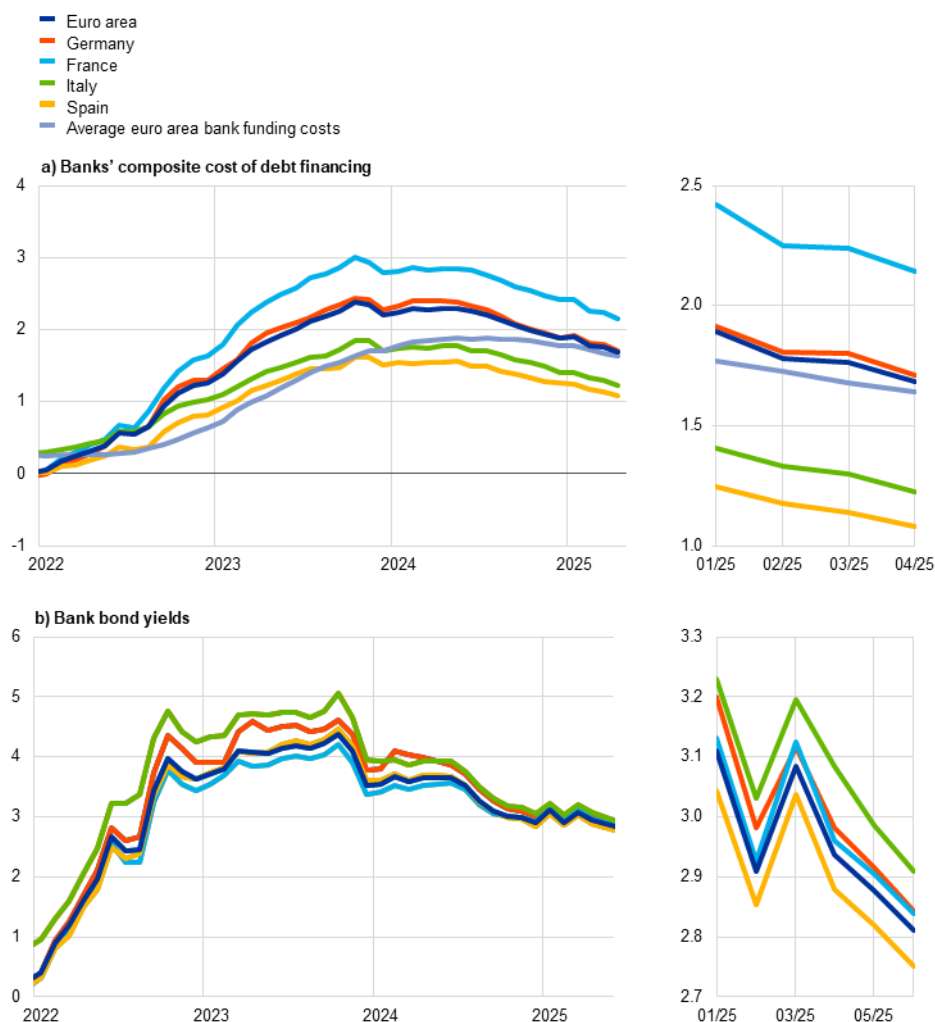 Euro area
Germany
France
Italy
Spain
Average euro area bank funding costs
a) Banks’ composite cost of debt financing
4
3
2
1
0
-1
2022 2023 2024 2025
2.5
2.0
1.5
1.0
01/25 02/25 03/25 04/25
b) Bank bond yields
6
5
4
3
2
1
0
2022 2023 2024 2025
3.3
3.2
3.1
3.0
2.9
2.8
2.7
01/25 03/25 05/25